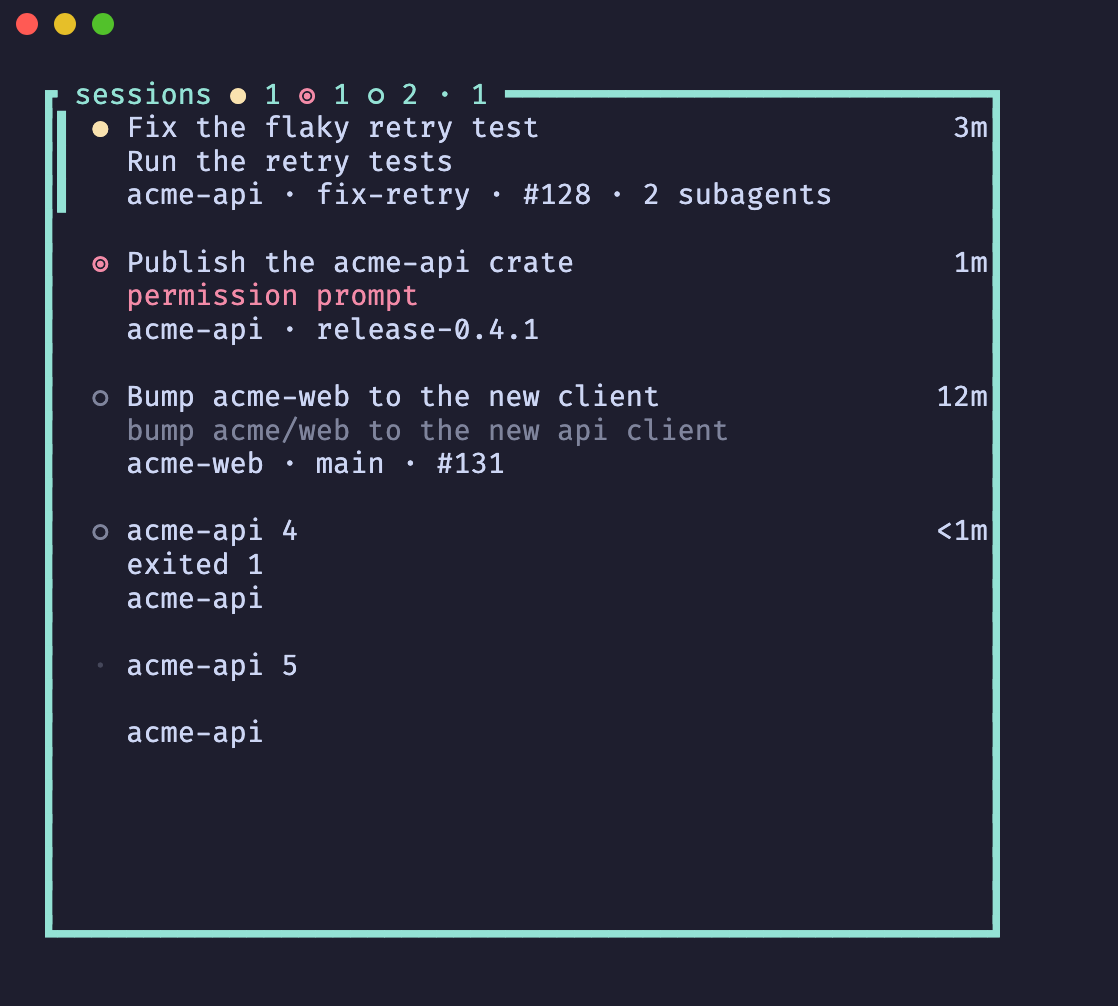 sessions ● 1 ◉ 1 ○ 2 · 1
● Fix the flaky retry test 3m
Run the retry tests
acme-api · fix-retry · #128 · 2 subagents
◉ Publish the acme-api crate 1m
permission prompt
acme-api · release-0.4.1
○ Bump acme-web to the new client 12m
bump acme/web to the new api client
acme-web · main · #131
○ acme-api 4 <1m
exited 1
acme-api
· acme-api 5
acme-api